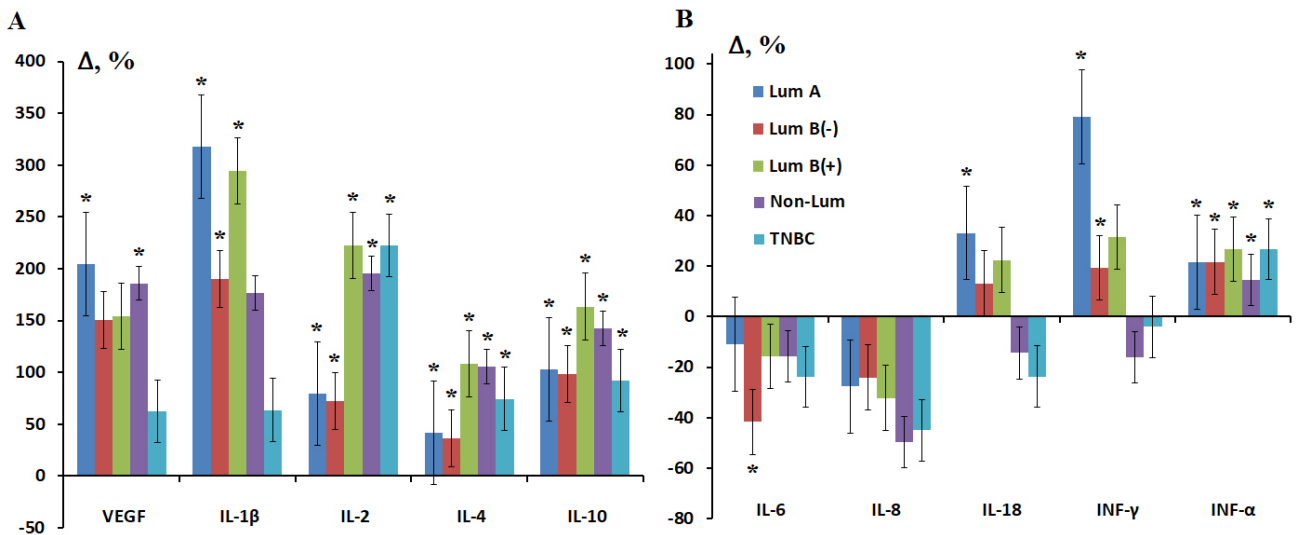 A
Δ, %
400
350
300
250
200
150
100
50
0
-50
* * * * * * * * * * * * * * * * * * * *
VEGF IL-1β IL-2 IL-4 IL-10
B
Δ, %
100
80
60
40
20
0
-20
-40
-60
-80
Lum A
Lum B(-)
Lum B(+)
Non-Lum
TNBC
* * * * * * * * *
IL-6 IL-8 IL-18 INF-γ INF-α